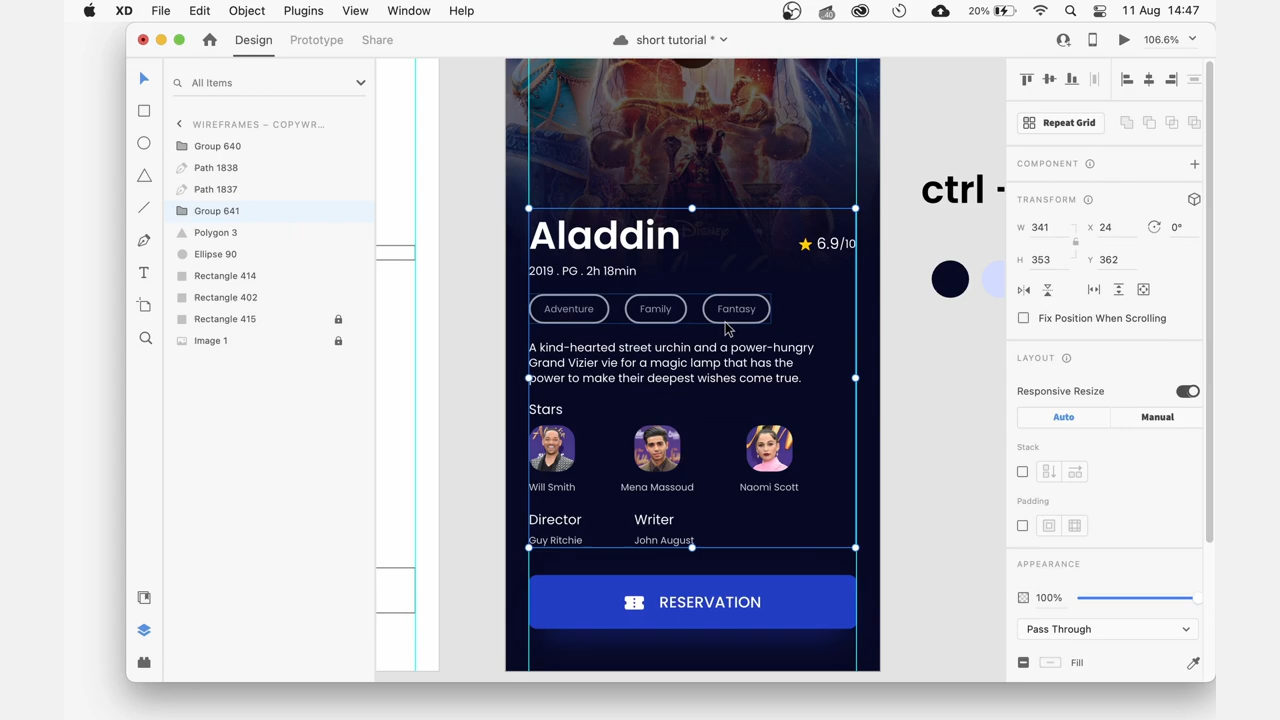 XD File Edit Object Plugins View Window Help
.40 20% 11 Aug 14:47
Design Prototype Share
short tutorial *
106.6%
All Items
WIREFRAMES – COPYWR...
Group 640
Path 1838
Path 1837
Group 641
Polygon 3
Ellipse 90
Rectangle 414
Rectangle 402
Rectangle 415
Image 1
T
DISNEY
Aladdin
6.9/10
2019 . PG . 2h 18min
Adventure Family Fantasy
A kind-hearted street urchin and a power-hungry
Grand Vizier vie for a magic lamp that has the
power to make their deepest wishes come true.
Stars
Will Smith Mena Massoud Naomi Scott
Director Writer
Guy Ritchie John August
RESERVATION
ctrl -
Repeat Grid
COMPONENT
TRANSFORM
W 341 X 24 0°
H 353 Y 362
Fix Position When Scrolling
LAYOUT
Responsive Resize
Auto Manual
Stack
Padding
APPEARANCE
100%
Pass Through
Fill